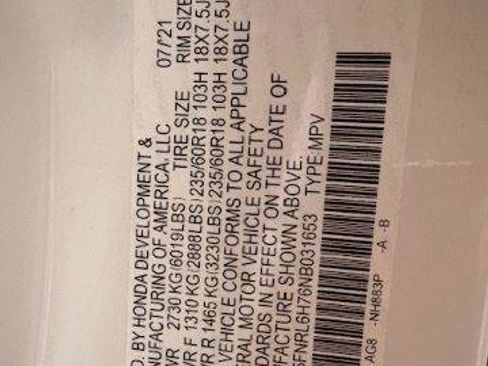 D. BY HONDA DEVELOPMENT & 07/'21
NUFACTURING OF AMERICA, LLC. TIRE SIZE RIM SIZE
WR 2730 KG(6019LBS)
WR F 1310 KG(2888LBS) 235/60R18 103H 18X7.5J
WR R 1465 KG(3230LBS) 235/60R18 103H 18X7.5J
VEHICLE CONFORMS TO ALL APPLICABLE
ERAL MOTOR VEHICLE SAFETY
DARDS IN EFFECT ON THE DATE OF
FACTURE SHOWN ABOVE.
5FNRL6H76NB031653 TYPE:MPV
AG8 -NH883P -A -B